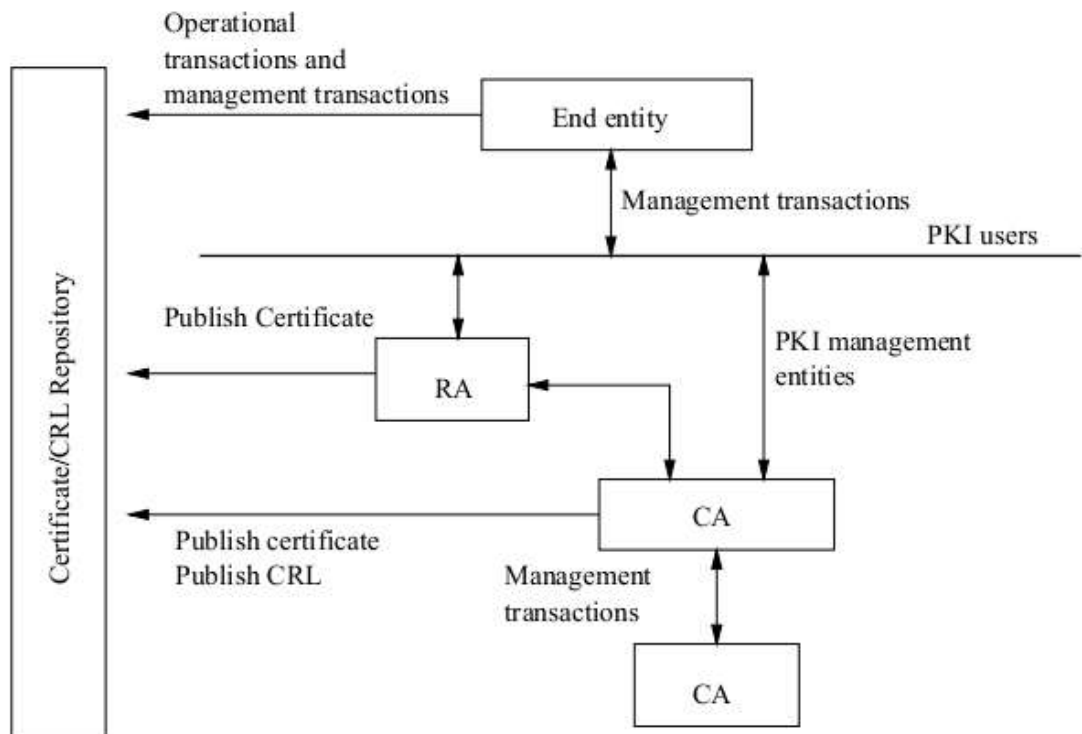 Operational
transactions and
management transactions
End entity
Management transactions
PKI users
Certificate/CRL Repository
Publish Certificate
RA
PKI management
entities
CA
Publish certificate
Publish CRL
Management
transactions
CA